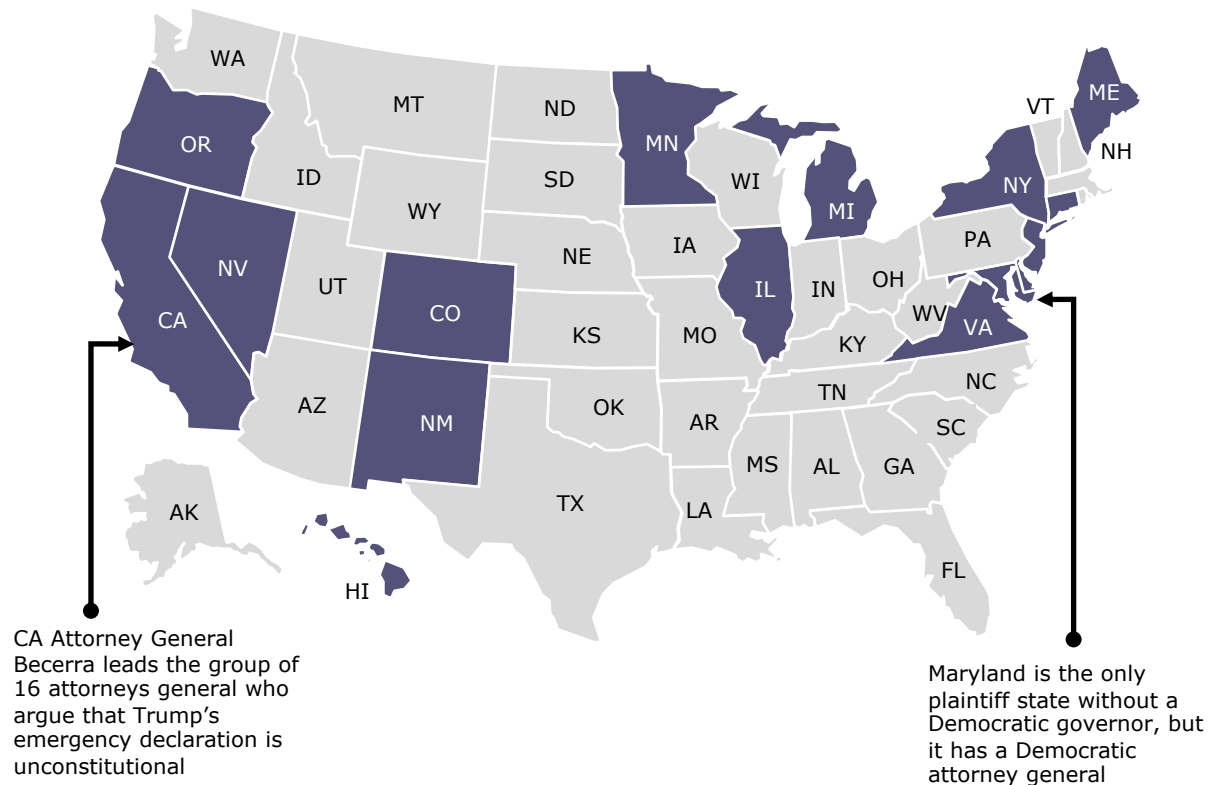 WA
MT
ND
MN
VT
ME
OR
ID
SD
WI
NH
WY
MI
NY
IA
PA
NV
UT
NE
IL
IN
OH
CA
CO
KS
MO
WV
VA
KY
AZ
NM
OK
AR
TN
NC
SC
MS
AL
GA
AK
TX
LA
HI
FL
CA Attorney General
Becerra leads the group of
16 attorneys general who
argue that Trump’s
emergency declaration is
unconstitutional
Maryland is the only
plaintiff state without a
Democratic governor, but
it has a Democratic
attorney general